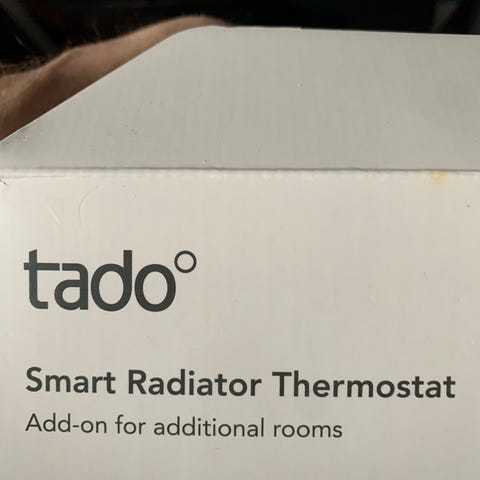 tado°
Smart Radiator Thermostat
Add-on for additional rooms